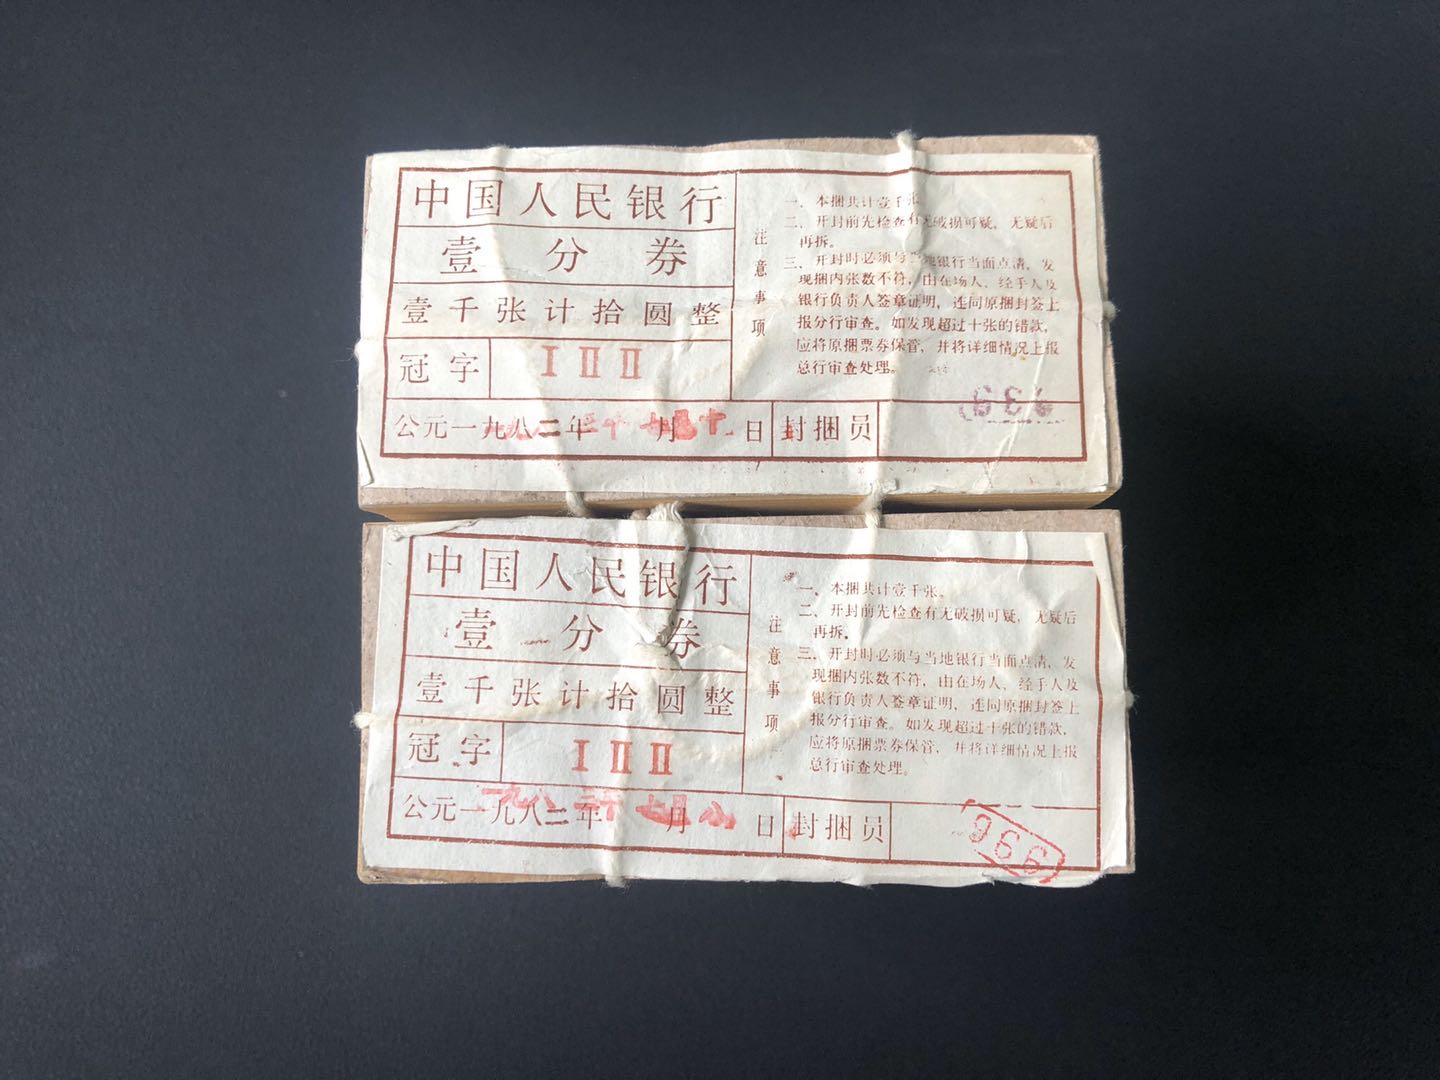 中国人民银行
壹分券
壹千张计拾圆整
冠字 I II II
公元一九八二年 月 日 封捆员
注意事项
一、本捆共计壹千张。
二、开封前先检查有无破损可疑，无疑后
再拆。
三、开封时必须与当地银行当面点清，发
现捆内张数不符，由在场人、经手人及
银行负责人签章证明，连同原捆封签上
报分行审查。如发现超过十张的错款，
应将原捆票券保管，并将详细情况上报
总行审查处理。
中国人民银行
壹分券
壹千张计拾圆整
冠字 I II II
公元一九八二年 月 日 封捆员
注意事项
一、本捆共计壹千张。
二、开封前先检查有无破损可疑，无疑后
再拆。
三、开封时必须与当地银行当面点清，发
现捆内张数不符，由在场人、经手人及
银行负责人签章证明，连同原捆封签上
报分行审查。如发现超过十张的错款，
应将原捆票券保管，并将详细情况上报
总行审查处理。